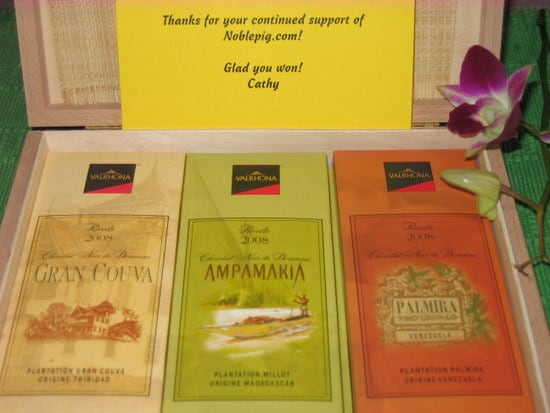 Thanks for your continued support of
Noblepig.com!
Glad you won!
Cathy
VALRHONA
Récolte
2008
Chocolat Noir de Domaine
GRAN COUVA
PLANTATION GRAN COUVA
ORIGINE TRINIDAD
VALRHONA
Récolte
2008
Chocolat Noir de Domaine
AMPAMAKIA
PLANTATION MILLOT
ORIGINE MADAGASCAR
VALRHONA
Récolte
2008
Chocolat Noir de Domaine
PALMIRA
FINO CRIOLLO
VENEZUELA
PLANTATION PALMIRA
ORIGINE VENEZUELA